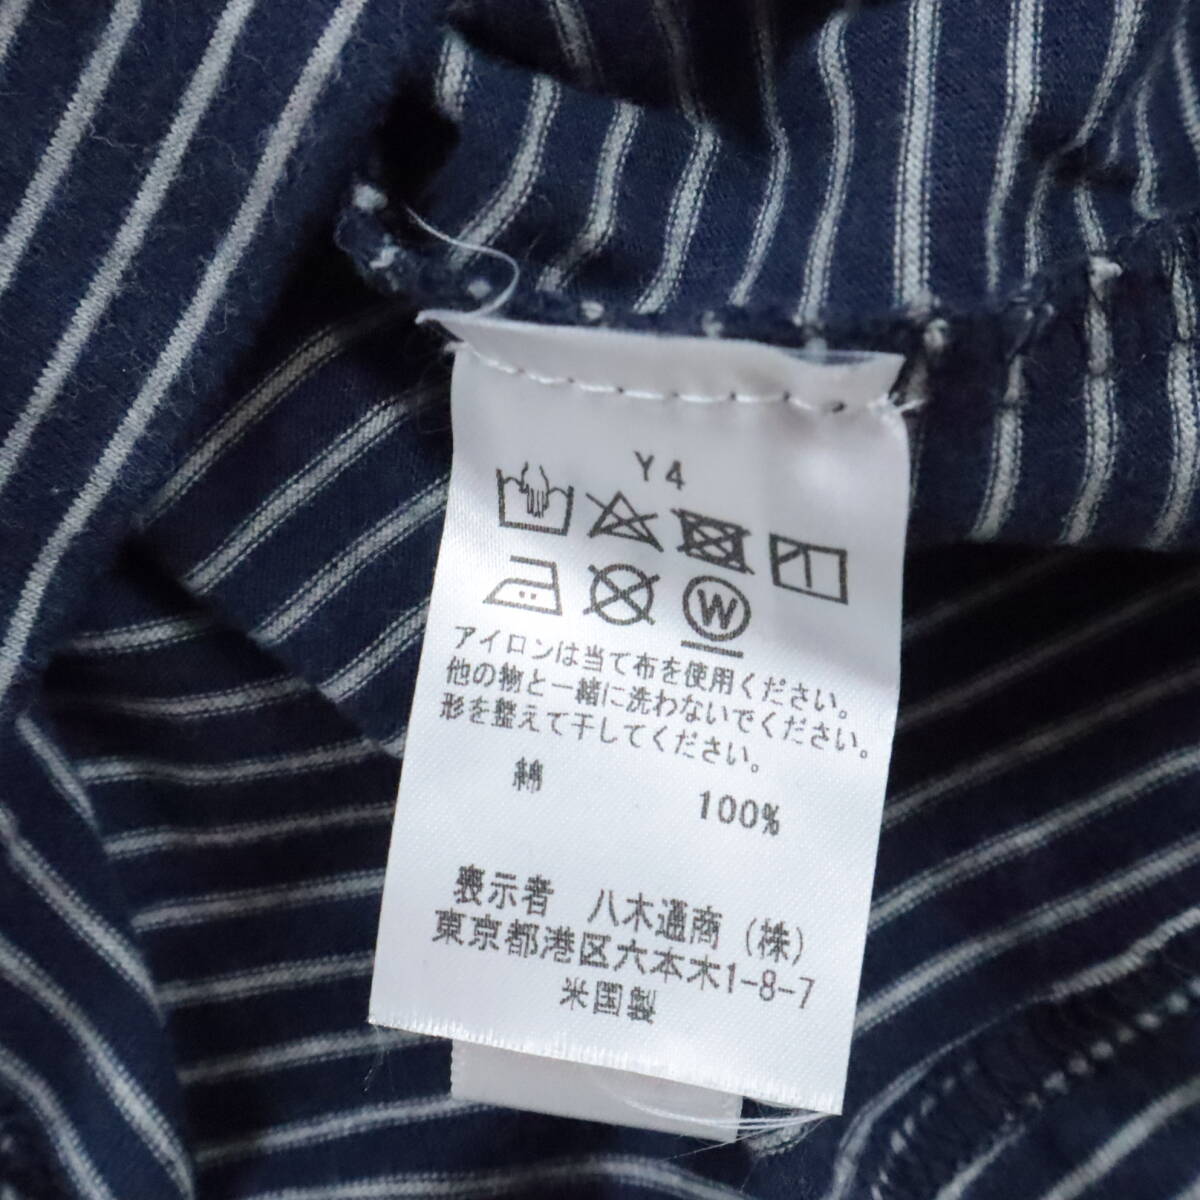 Y4
W
アイロンは当て布を使用ください。
他の物と一緒に洗わないでください。
形を整えて干してください。
綿 100%
表示者 八木通商 (株)
東京都港区六本木1-8-7
米国製